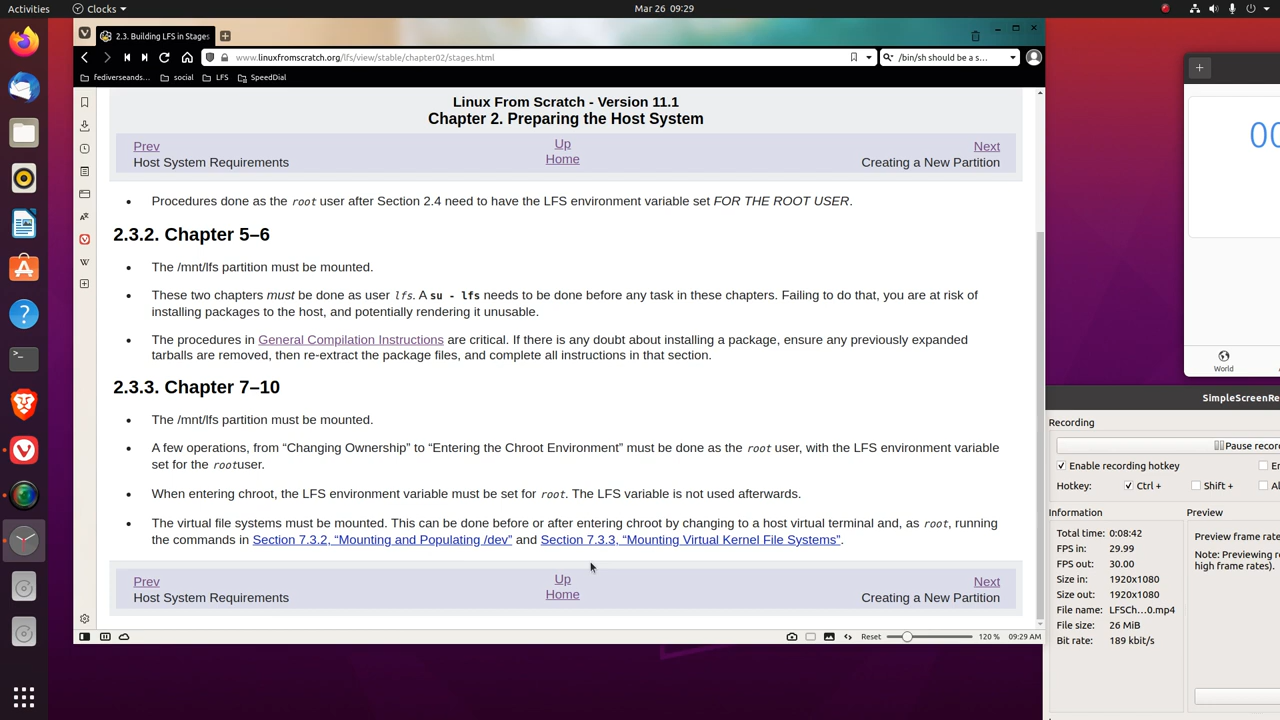 Activities
Clocks
Mar 26 09:29
2.3. Building LFS in Stages
www.linuxfromscratch.org/lfs/view/stable/chapter02/stages.html
/bin/sh should be a s...
fediverseands...
social
LFS
SpeedDial
Linux From Scratch - Version 11.1
Chapter 2. Preparing the Host System
Prev
Up
Next
Host System Requirements
Home
Creating a New Partition
• Procedures done as the root user after Section 2.4 need to have the LFS environment variable set FOR THE ROOT USER.
2.3.2. Chapter 5–6
• The /mnt/lfs partition must be mounted.
• These two chapters must be done as user lfs. A su - lfs needs to be done before any task in these chapters. Failing to do that, you are at risk of
installing packages to the host, and potentially rendering it unusable.
• The procedures in General Compilation Instructions are critical. If there is any doubt about installing a package, ensure any previously expanded
tarballs are removed, then re-extract the package files, and complete all instructions in that section.
2.3.3. Chapter 7–10
• The /mnt/lfs partition must be mounted.
• A few operations, from “Changing Ownership” to “Entering the Chroot Environment” must be done as the root user, with the LFS environment variable
set for the rootuser.
• When entering chroot, the LFS environment variable must be set for root. The LFS variable is not used afterwards.
• The virtual file systems must be mounted. This can be done before or after entering chroot by changing to a host virtual terminal and, as root, running
the commands in Section 7.3.2, “Mounting and Populating /dev” and Section 7.3.3, “Mounting Virtual Kernel File Systems”.
Prev
Up
Next
Host System Requirements
Home
Creating a New Partition
Reset
120 %
09:29 AM
00
World
SimpleScreenRe
Recording
Pause recor
Enable recording hotkey
Hotkey:
Ctrl +
Shift +
Information
Preview
Total time: 0:08:42
FPS in: 29.99
FPS out: 30.00
Size in: 1920x1080
Size out: 1920x1080
File name: LFSCh...0.mp4
File size: 26 MiB
Bit rate: 189 kbit/s
Preview frame rate
Note: Previewing r
high frame rates).